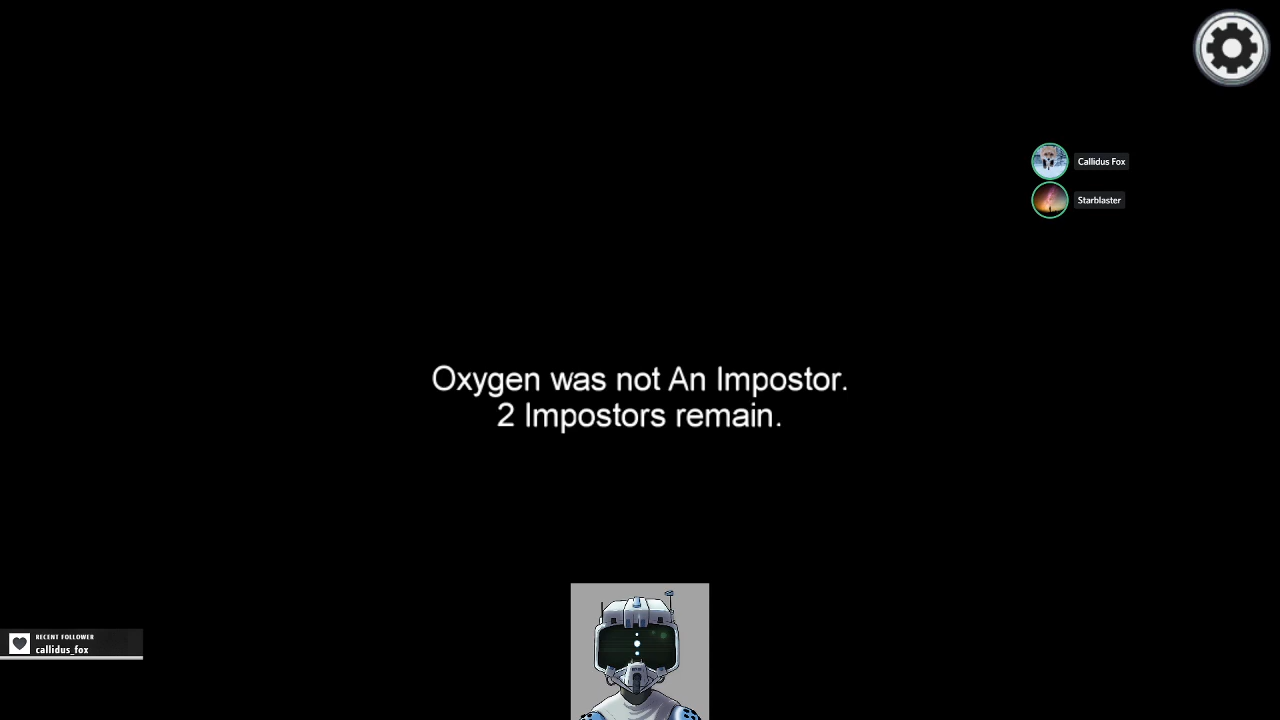 Callidus Fox
Starblaster
Oxygen was not An Impostor.
2 Impostors remain.
RECENT FOLLOWER
callidus_fox